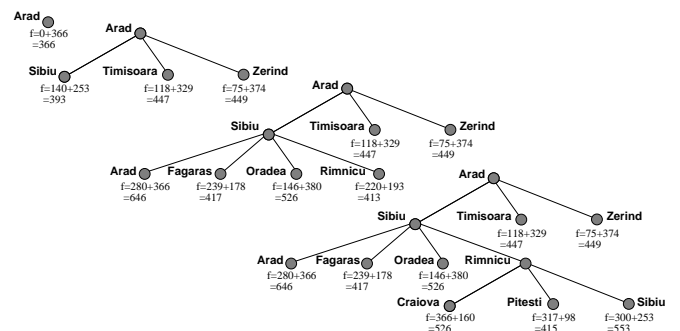 Arad
f=0+366
=366
Arad
Sibiu
f=140+253
=393
Timisoara
f=118+329
=447
Zerind
f=75+374
=449
Arad
Sibiu
Timisoara
f=118+329
=447
Zerind
f=75+374
=449
Arad
f=280+366
=646
Fagaras
f=239+178
=417
Oradea
f=146+380
=526
Rimnicu
f=220+193
=413
Arad
Sibiu
Timisoara
f=118+329
=447
Zerind
f=75+374
=449
Arad
f=280+366
=646
Fagaras
f=239+178
=417
Oradea
f=146+380
=526
Rimnicu
Craiova
f=366+160
=526
Pitesti
f=317+98
=415
Sibiu
f=300+253
=553